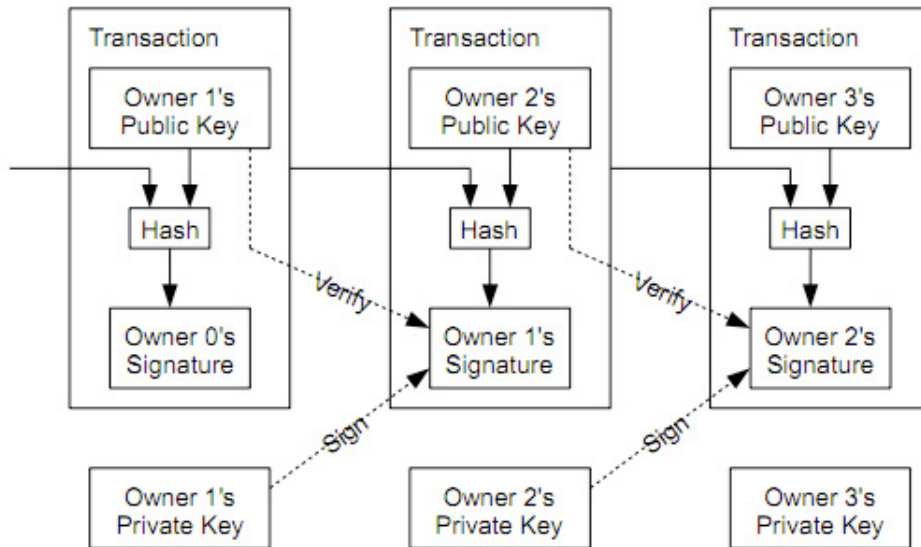 Transaction
Owner 1's
Public Key
Hash
Owner 0's
Signature
Transaction
Owner 2's
Public Key
Hash
Verify
Owner 1's
Signature
Transaction
Owner 3's
Public Key
Hash
Verify
Owner 2's
Signature
Sign
Sign
Owner 1's
Private Key
Owner 2's
Private Key
Owner 3's
Private Key